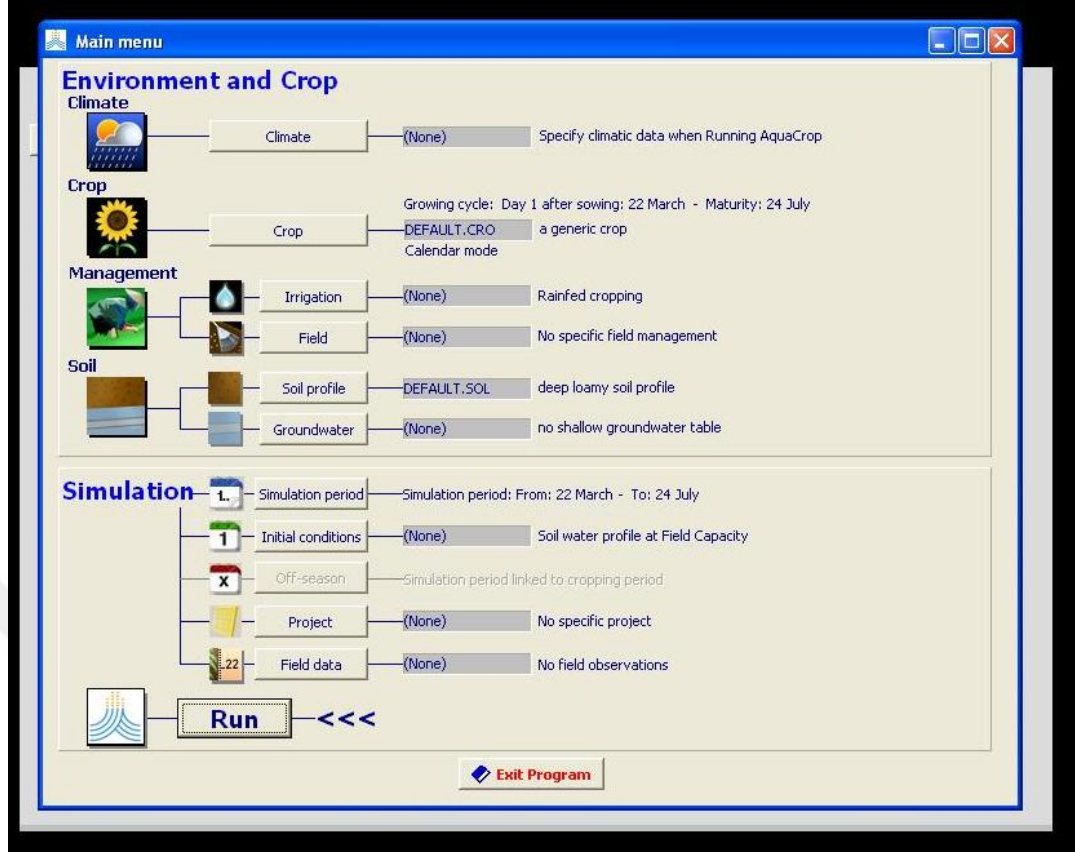 Main menu
Environment and Crop
Climate
Climate (None) Specify climatic data when Running AquaCrop
Crop
Growing cycle: Day 1 after sowing: 22 March - Maturity: 24 July
Crop DEFAULT.CRO a generic crop
Calendar mode
Management
Irrigation (None) Rainfed cropping
Field (None) No specific field management
Soil
Soil profile DEFAULT.SOL deep loamy soil profile
Groundwater (None) no shallow groundwater table
Simulation 1.. Simulation period Simulation period: From: 22 March - To: 24 July
1 Initial conditions (None) Soil water profile at Field Capacity
x Off-season Simulation period linked to cropping period
Project (None) No specific project
.22 Field data (None) No field observations
Run <<<
Exit Program